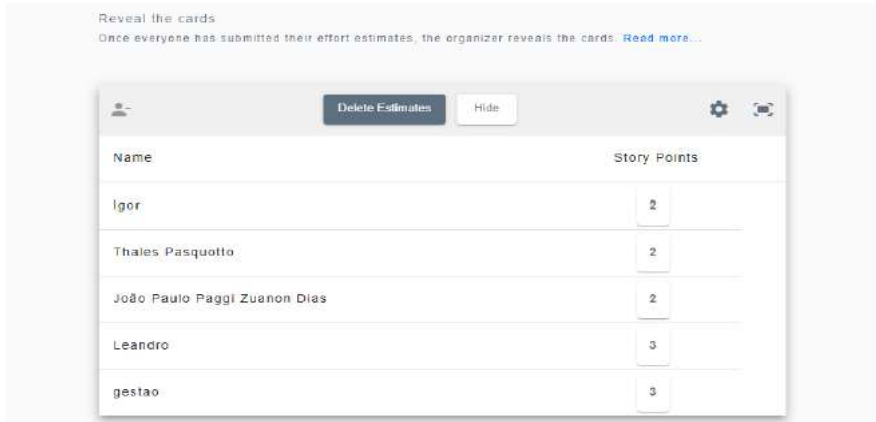 Reveal the cards
Once everyone has submitted their effort estimates, the organizer reveals the cards. Read more...
Delete Estimates Hide
Name Story Points
Igor 2
Thales Pasquotto 2
João Paulo Paggi Zuanon Dias 2
Leandro 3
gestao 3